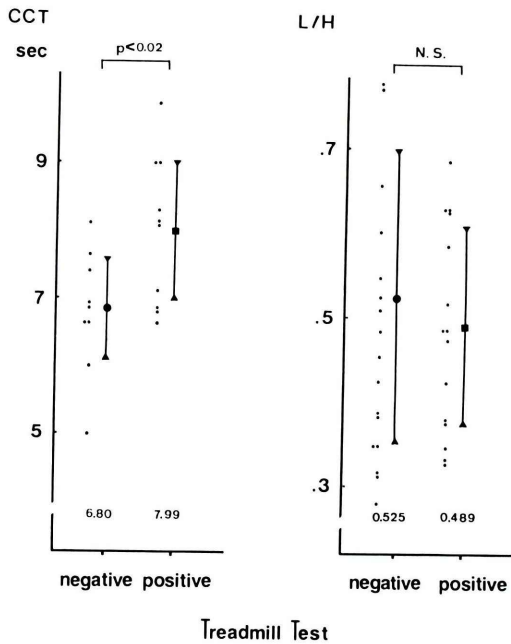 CCT
sec
p<0.02
9
7
5
6.80 7.99
negative positive
L/H
N.S.
.7
.5
.3
0.525 0.489
negative positive
Treadmill Test